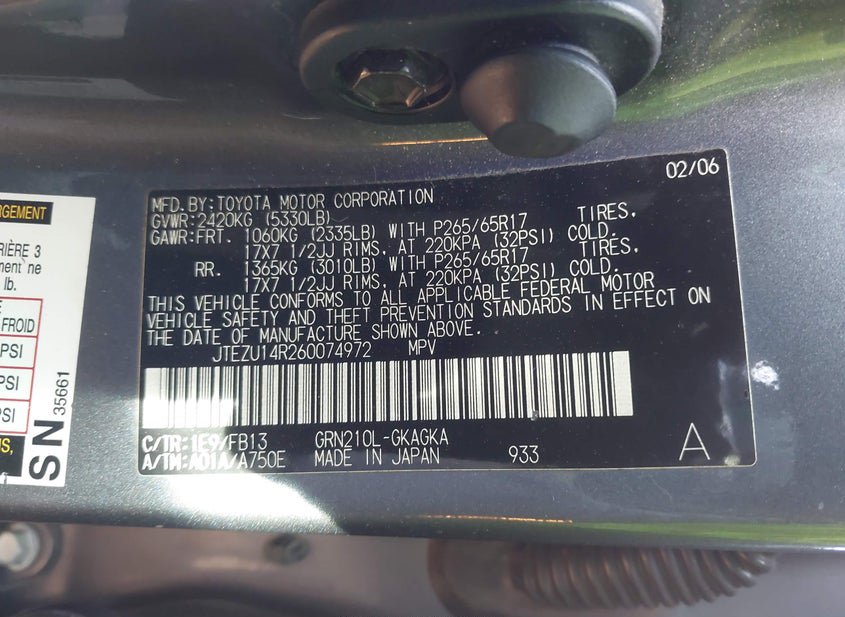 RGEMENT
RIÈRE 3
ment ne
lb.
E
FROID
PSI
PSI
PSI
NS,
SN 35661
02/06
MFD. BY: TOYOTA MOTOR CORPORATION
GVWR: 2420KG (5330LB)
GAWR: FRT. 1060KG (2335LB) WITH P265/65R17 TIRES,
17X7 1/2JJ RIMS, AT 220KPA (32PSI) COLD.
RR. 1365KG (3010LB) WITH P265/65R17 TIRES,
17X7 1/2JJ RIMS, AT 220KPA (32PSI) COLD.
THIS VEHICLE CONFORMS TO ALL APPLICABLE FEDERAL MOTOR
VEHICLE SAFETY AND THEFT PREVENTION STANDARDS IN EFFECT ON
THE DATE OF MANUFACTURE SHOWN ABOVE.
JTEZU14R260074972 MPV
C/TR: 1E9/FB13 GRN210L-GKAGKA
A/TM: A01A/A750E MADE IN JAPAN 933 A